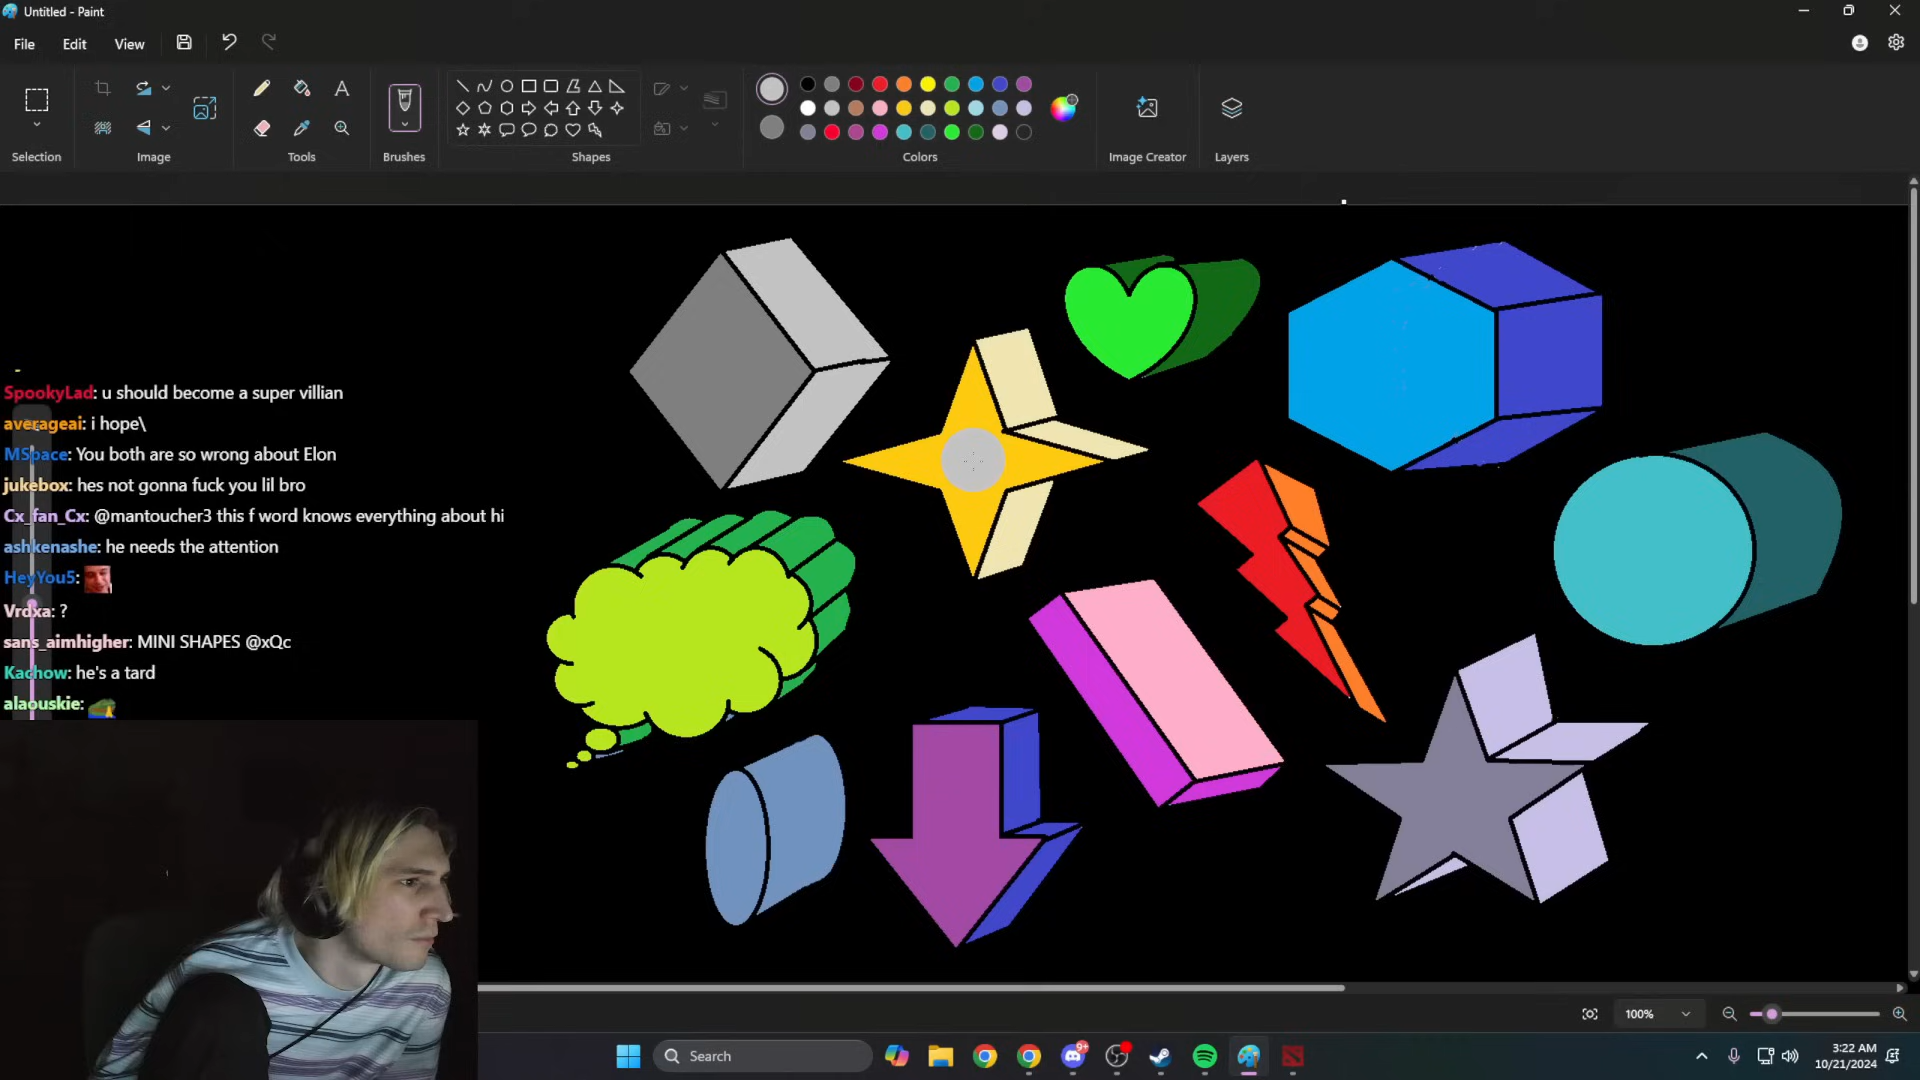 Untitled - Paint
File Edit View
Selection Image Tools Brushes Shapes Colors Image Creator Layers
SpookyLad: u should become a super villian
averageai: i hope\
MSpace: You both are so wrong about Elon
jukebox: hes not gonna fuck you lil bro
Cx_fan_Cx: @mantoucher3 this f word knows everything about hi
ashkenashe: he needs the attention
HeyYou5:
Vrdxa: ?
sans_aimhigher: MINI SHAPES @xQc
Kachow: he's a tard
alaouskie:
100%
Search
9+
3:22 AM
10/21/2024